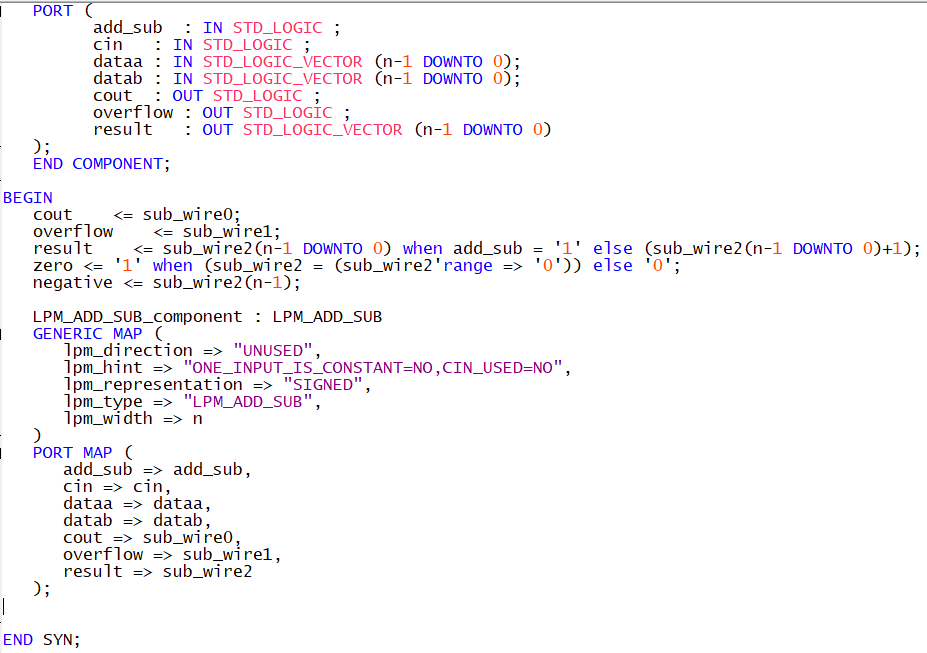 PORT (
add_sub : IN STD_LOGIC ;
cin : IN STD_LOGIC ;
dataa : IN STD_LOGIC_VECTOR (n-1 DOWNTO 0);
datab : IN STD_LOGIC_VECTOR (n-1 DOWNTO 0);
cout : OUT STD_LOGIC ;
overflow : OUT STD_LOGIC ;
result : OUT STD_LOGIC_VECTOR (n-1 DOWNTO 0)
);
END COMPONENT;
BEGIN
cout <= sub_wire0;
overflow <= sub_wire1;
result <= sub_wire2(n-1 DOWNTO 0) when add_sub = '1' else (sub_wire2(n-1 DOWNTO 0)+1);
zero <= '1' when (sub_wire2 = (sub_wire2'range => '0')) else '0';
negative <= sub_wire2(n-1);
LPM_ADD_SUB_component : LPM_ADD_SUB
GENERIC MAP (
lpm_direction => "UNUSED",
lpm_hint => "ONE_INPUT_IS_CONSTANT=NO,CIN_USED=NO",
lpm_representation => "SIGNED",
lpm_type => "LPM_ADD_SUB",
lpm_width => n
)
PORT MAP (
add_sub => add_sub,
cin => cin,
dataa => dataa,
datab => datab,
cout => sub_wire0,
overflow => sub_wire1,
result => sub_wire2
);
END SYN;